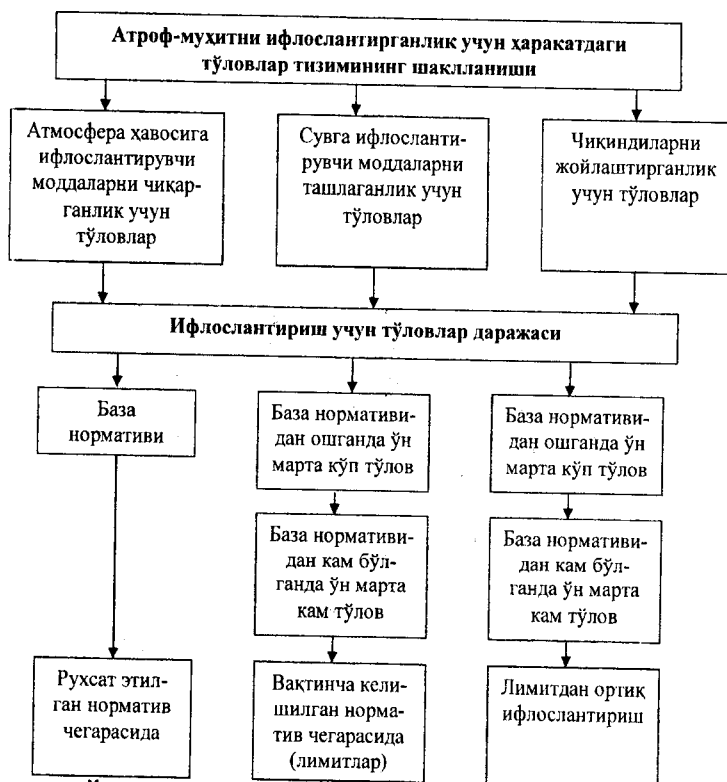 Атроф-муҳитни ифлослантирганлик учун ҳаракатдаги
тўловлар тизимининг шаклланиши
Атмосфера ҳавосига
ифлослантирувчи
моддаларни чиқар-
ганлик учун
тўловлар
Сувга ифлосланти-
рувчи моддаларни
ташлаганлик учун
тўловлар
Чиқиндиларни
жойлаштирганлик
учун тўловлар
Ифлослантириш учун тўловлар даражаси
База
нормативи
База нормативи-
дан ошганда ўн
марта кўп тўлов
База нормативи-
дан ошганда ўн
марта кўп тўлов
База нормативи-
дан кам бўл-
ганда ўн марта
кам тўлов
База нормативи-
дан кам бўл-
ганда ўн марта
кам тўлов
Рухсат этил-
ган норматив
чегарасида
Вақтинча кели-
шилган норма-
тив чегарасида
(лимитлар)
Лимитдан ортиқ
ифлослантириш